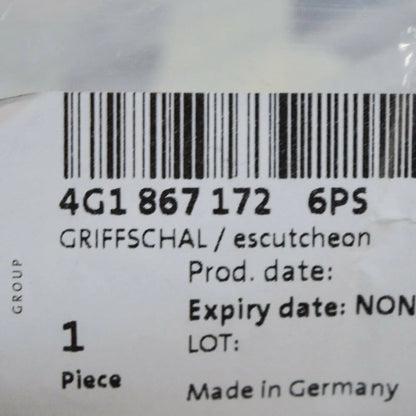 4G1 867 172 6PS
GRIFFSCHAL / escutcheon
Prod. date:
Expiry date: NON
LOT:
1
Piece
Made in Germany
GROUP